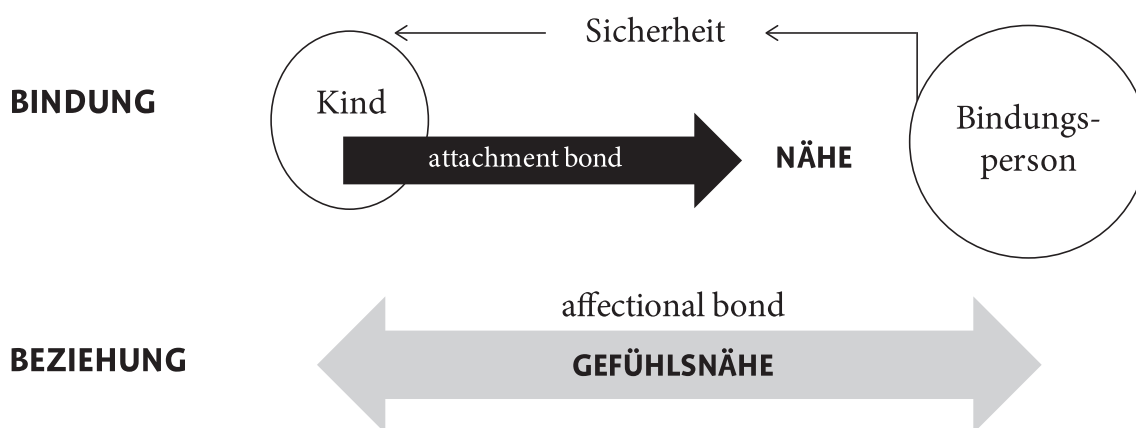 Sicherheit
BINDUNG
Kind
Bindungs-
person
attachment bond
NÄHE
affectional bond
BEZIEHUNG
GEFÜHLSNÄHE